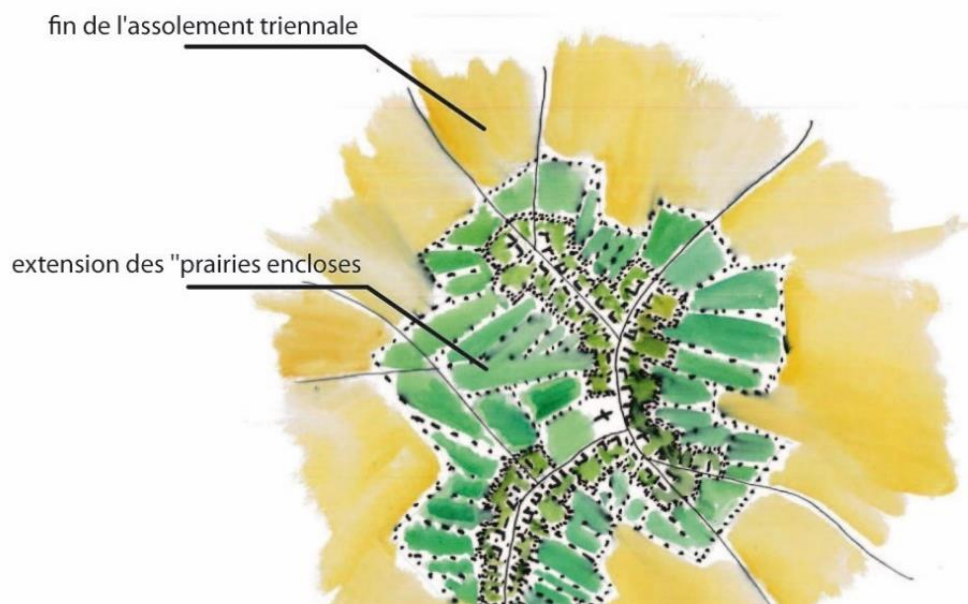 fin de l'assolement triennale
extension des "prairies encloses